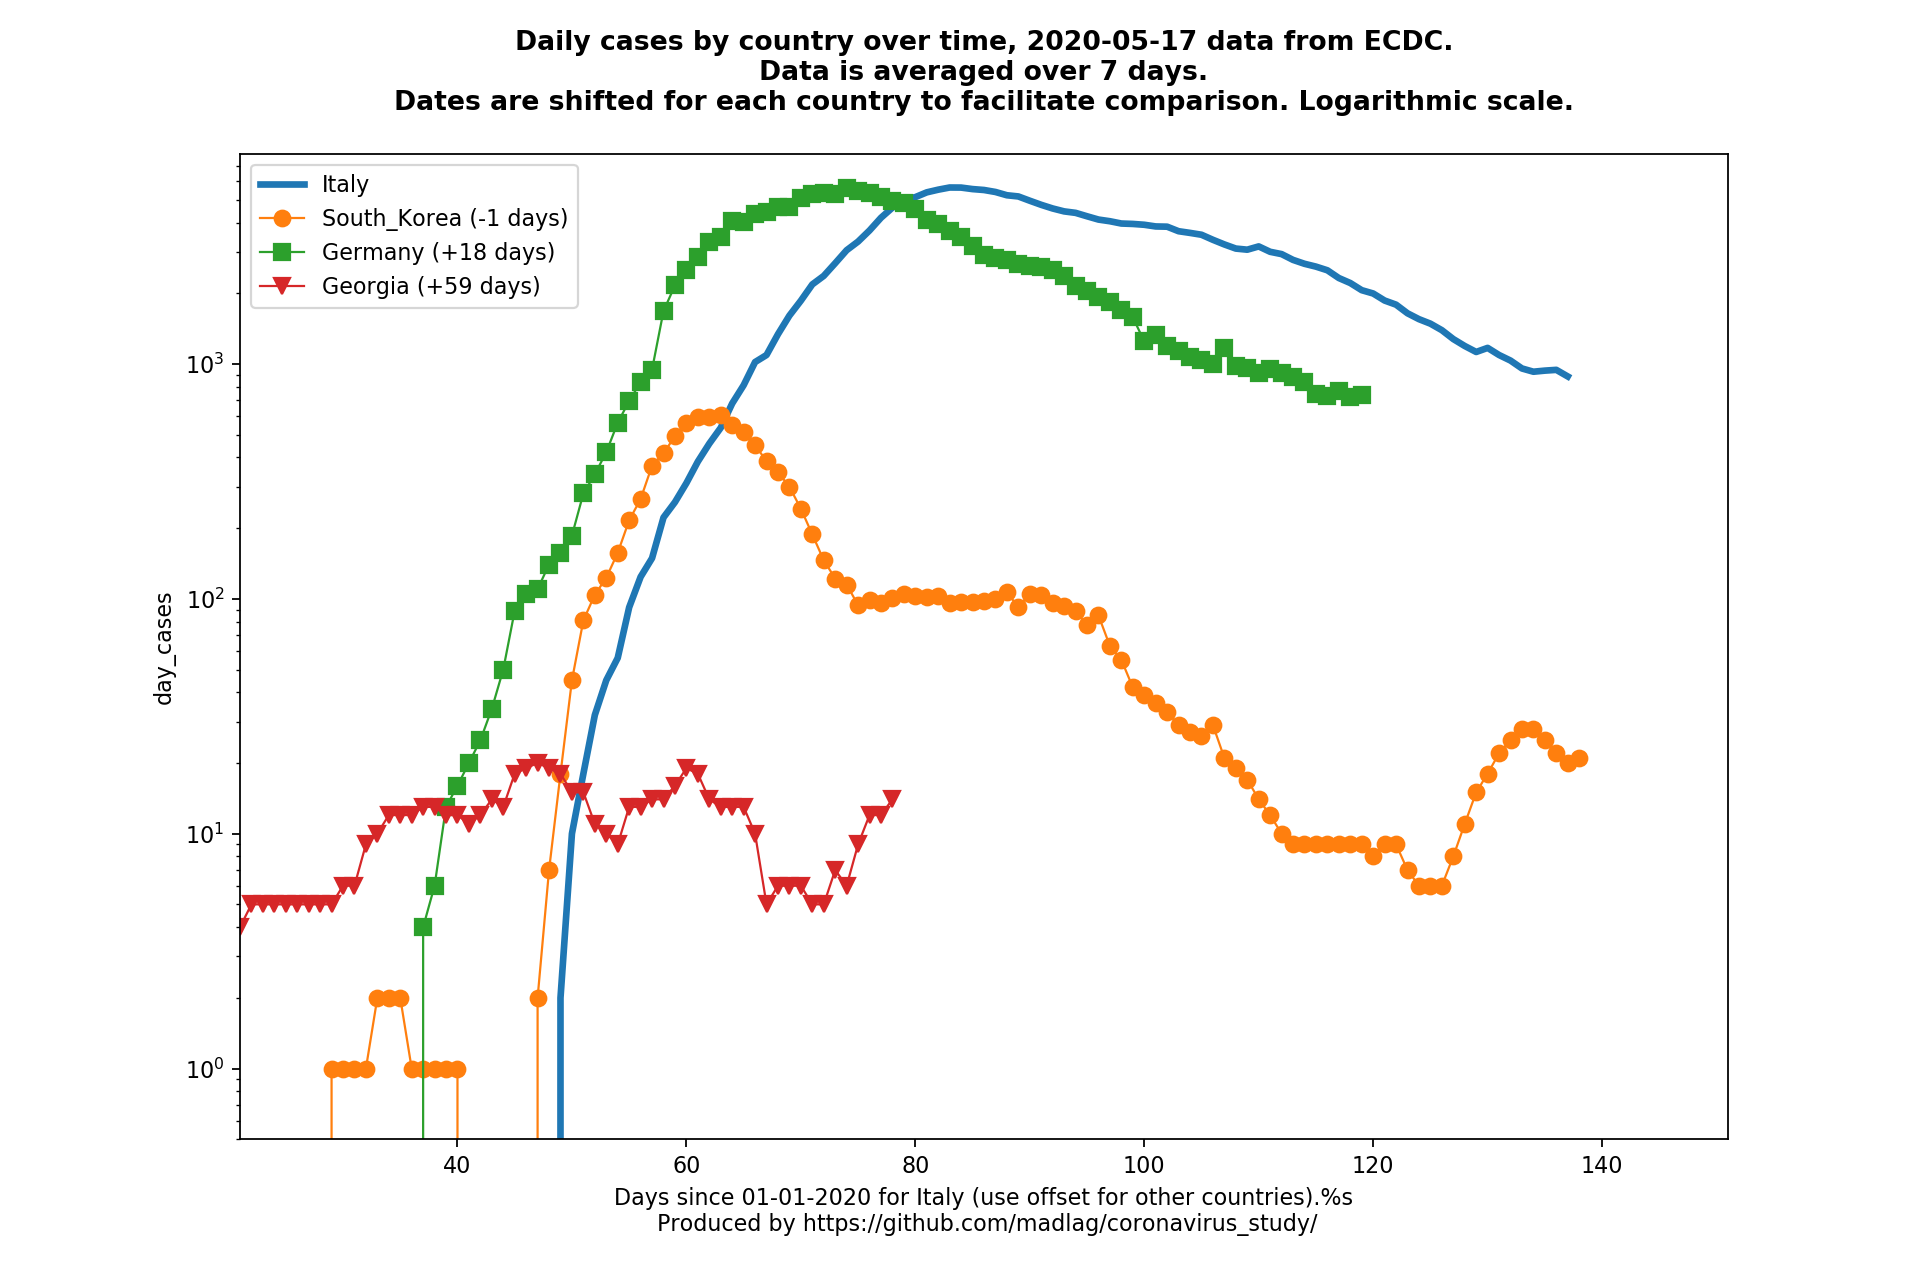 Daily cases by country over time, 2020-05-17 data from ECDC.
Data is averaged over 7 days.
Dates are shifted for each country to facilitate comparison. Logarithmic scale.
Italy
South_Korea (-1 days)
Germany (+18 days)
Georgia (+59 days)
10³
10²
10¹
10⁰
day_cases
40 60 80 100 120 140
Days since 01-01-2020 for Italy (use offset for other countries).%s
Produced by https://github.com/madlag/coronavirus_study/